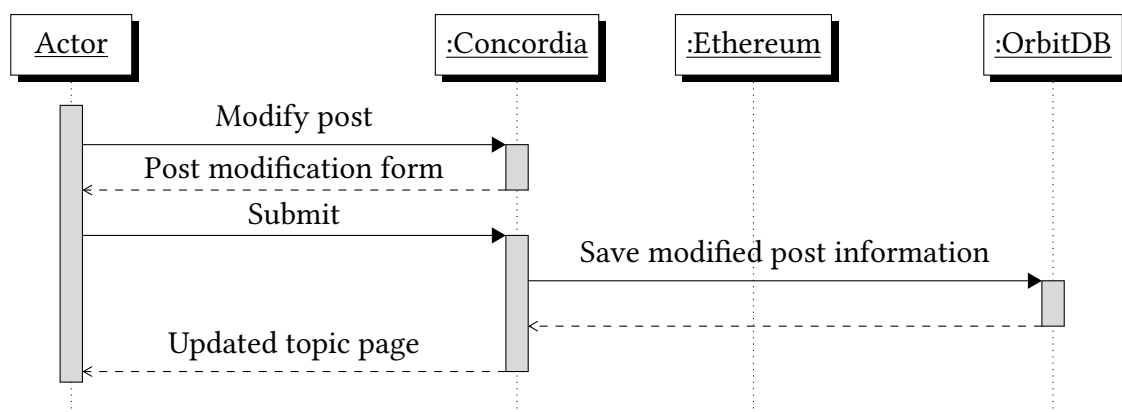 Actor
:Concordia
:Ethereum
:OrbitDB
Modify post
Post modification form
Submit
Save modified post information
Updated topic page